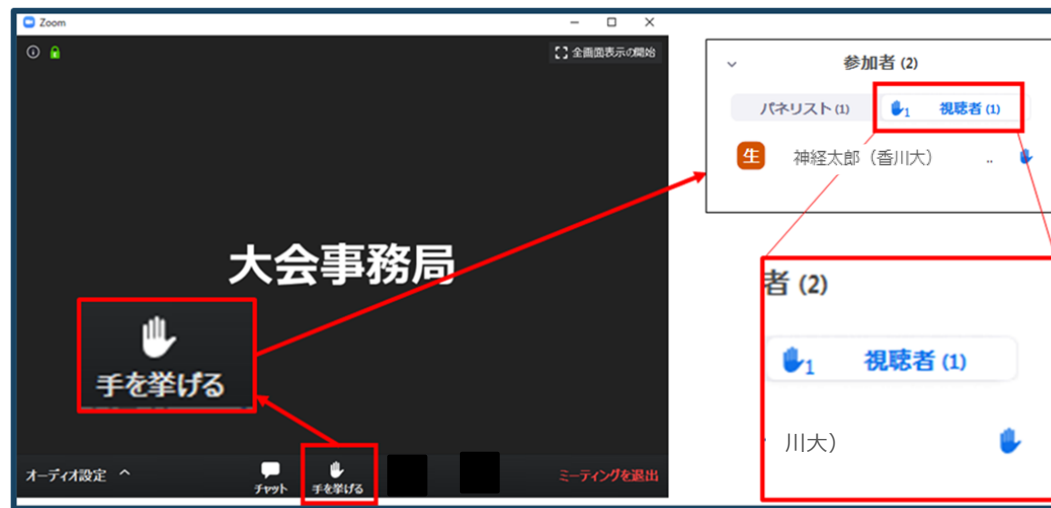 Zoom
全画面表示の開始
大会事務局
手を挙げる
オーディオ設定
チャット
手を挙げる
ミーティングを退出
参加者 (2)
パネリスト (1)
1 視聴者 (1)
生 神経太郎（香川大） ..
者 (2)
1 視聴者 (1)
川大）